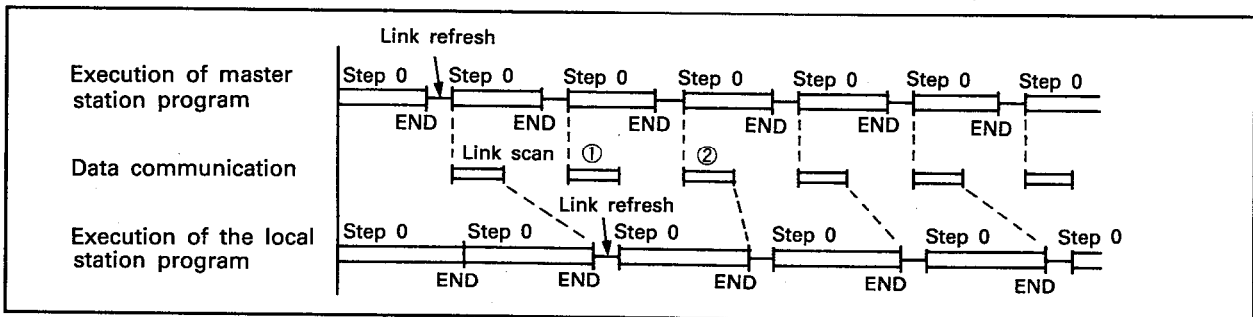 Link refresh
Execution of master
station program
Step 0 Step 0 Step 0 Step 0 Step 0 Step 0 Step 0
END END END END END END
Data communication
Link scan ① ②
Link refresh
Execution of the local
station program
Step 0 Step 0 Step 0 Step 0 Step 0 Step 0
END END END END END